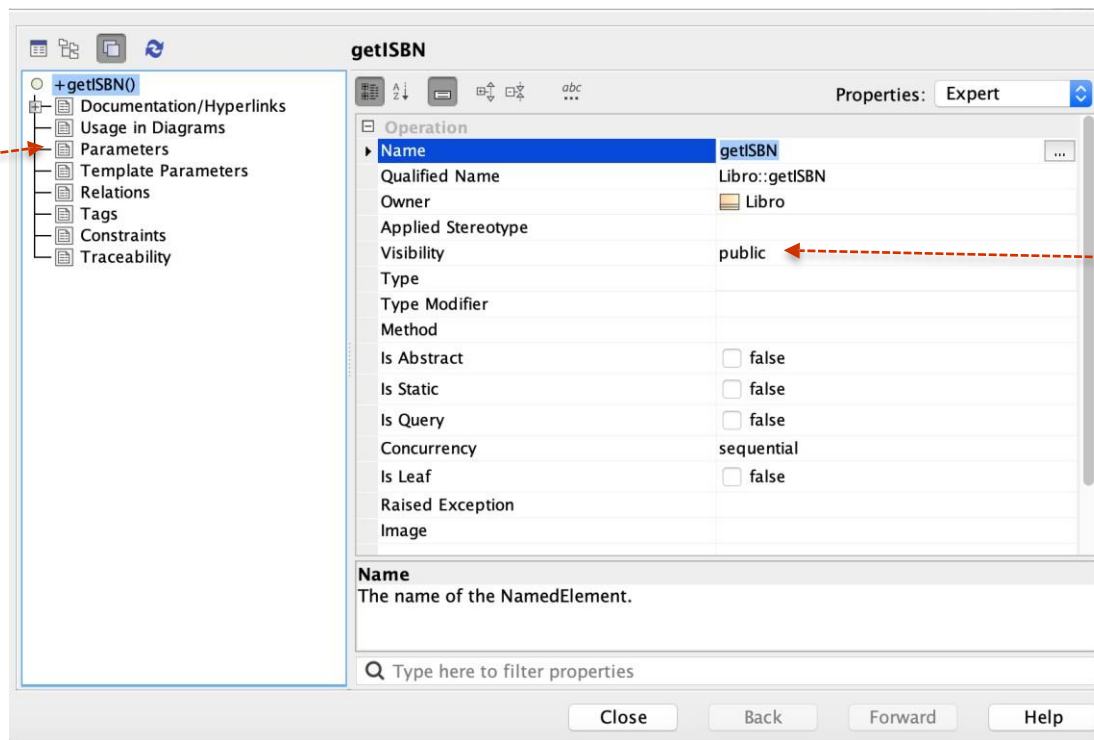 getISBN
+getISBN()
Documentation/Hyperlinks
Usage in Diagrams
Parameters
Template Parameters
Relations
Tags
Constraints
Traceability
A
Z
abc
...
Properties: Expert
Operation
Name getISBN ...
Qualified Name Libro::getISBN
Owner Libro
Applied Stereotype
Visibility public
Type
Type Modifier
Method
Is Abstract false
Is Static false
Is Query false
Concurrency sequential
Is Leaf false
Raised Exception
Image
Name
The name of the NamedElement.
Type here to filter properties
Close Back Forward Help